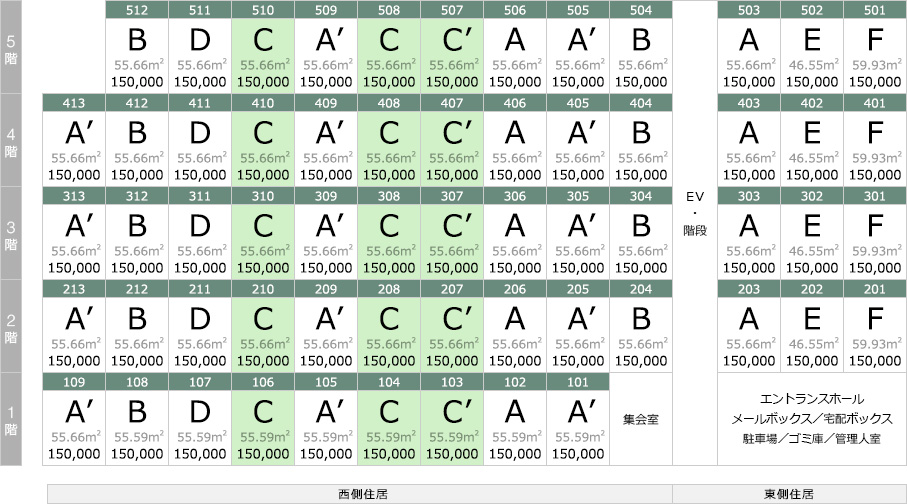 512 511 510 509 508 507 506 505 504 503 502 501
5階
B D C A′ C C′ A A′ B A E F
55.66m² 55.66m² 55.66m² 55.66m² 55.66m² 55.66m² 55.66m² 55.66m² 55.66m² 55.66m² 46.55m² 59.93m²
150,000 150,000 150,000 150,000 150,000 150,000 150,000 150,000 150,000 150,000 150,000 150,000
413 412 411 410 409 408 407 406 405 404 403 402 401
4階
A′ B D C A′ C C′ A A′ B A E F
55.66m² 55.66m² 55.66m² 55.66m² 55.66m² 55.66m² 55.66m² 55.66m² 55.66m² 55.66m² 55.66m² 46.55m² 59.93m²
150,000 150,000 150,000 150,000 150,000 150,000 150,000 150,000 150,000 150,000 150,000 150,000 150,000
313 312 311 310 309 308 307 306 305 304 303 302 301
3階
A′ B D C A′ C C′ A A′ B A E F
55.66m² 55.66m² 55.66m² 55.66m² 55.66m² 55.66m² 55.66m² 55.66m² 55.66m² 55.66m² 55.66m² 46.55m² 59.93m²
150,000 150,000 150,000 150,000 150,000 150,000 150,000 150,000 150,000 150,000 150,000 150,000 150,000
EV
・
階段
213 212 211 210 209 208 207 206 205 204 203 202 201
2階
A′ B D C A′ C C′ A A′ B A E F
55.66m² 55.66m² 55.66m² 55.66m² 55.66m² 55.66m² 55.66m² 55.66m² 55.66m² 55.66m² 55.66m² 46.55m² 59.93m²
150,000 150,000 150,000 150,000 150,000 150,000 150,000 150,000 150,000 150,000 150,000 150,000 150,000
109 108 107 106 105 104 103 102 101
1階
A′ B D C A′ C C′ A A′
55.66m² 55.59m² 55.59m² 55.59m² 55.59m² 55.59m² 55.59m² 55.59m² 55.59m²
150,000 150,000 150,000 150,000 150,000 150,000 150,000 150,000 150,000
集会室
エントランスホール
メールボックス／宅配ボックス
駐車場／ゴミ庫／管理人室
西側住居 東側住居